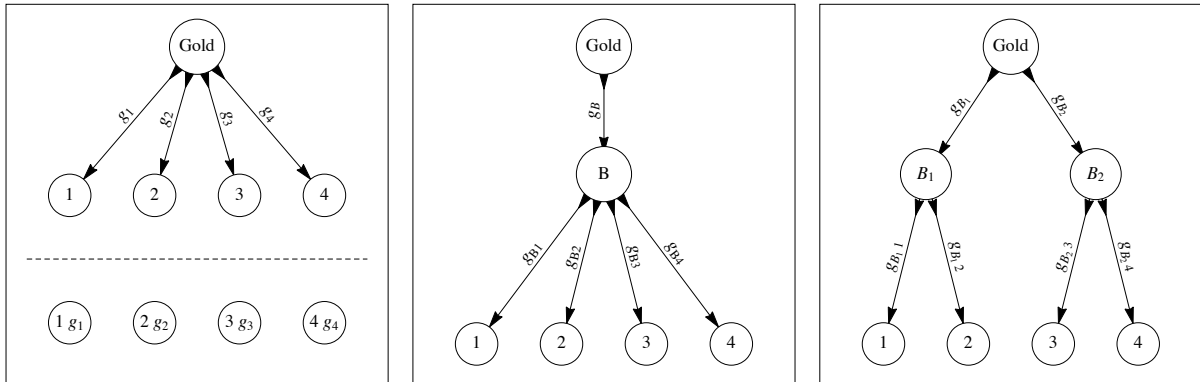 Gold
g1 g2 g3 g4
1 2 3 4
1 g1 2 g2 3 g3 4 g4
Gold
gB
B
gB1 gB2 gB3 gB4
1 2 3 4
Gold
gB1 gB2
B1 B2
gB1 1 gB1 2 gB2 3 gB2 4
1 2 3 4